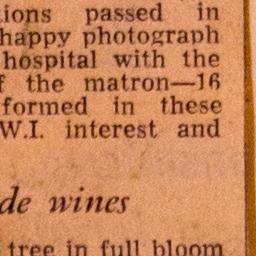 tions passed in
happy photograph
hospital with the
f the matron—16
formed in these
W.I. interest and
de wines
tree in full bloom